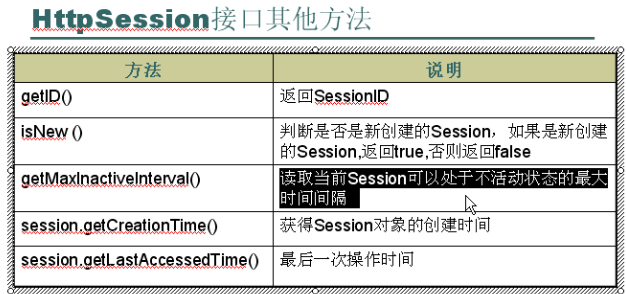 HttpSession接口其他方法
方法 说明
getID() 返回SessionID
isNew () 判断是否是新创建的Session，如果是新创建
的Session,返回true,否则返回false
getMaxInactiveInterval() 读取当前Session可以处于不活动状态的最大
时间间隔
session.getCreationTime() 获得Session对象的创建时间
session.getLastAccessedTime() 最后一次操作时间